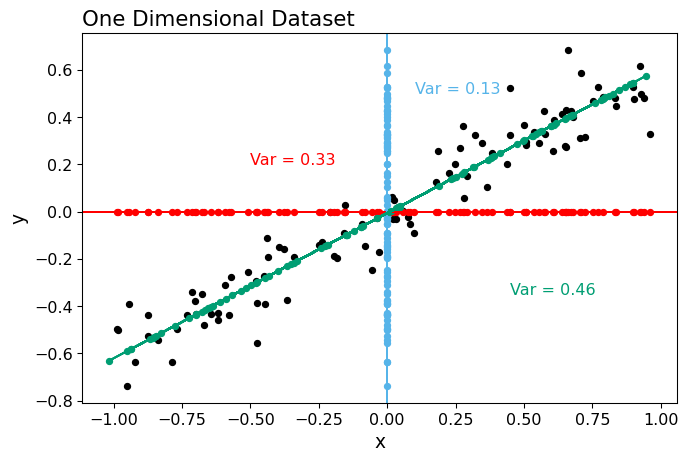 One Dimensional Dataset
y
0.6
0.4
0.2
0.0
−0.2
−0.4
−0.6
−0.8
Var = 0.13
Var = 0.33
Var = 0.46
−1.00 −0.75 −0.50 −0.25 0.00 0.25 0.50 0.75 1.00
x